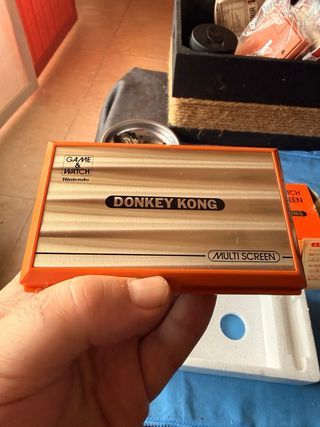 GAME
&
WATCH
Nintendo
DONKEY KONG
MULTI SCREEN